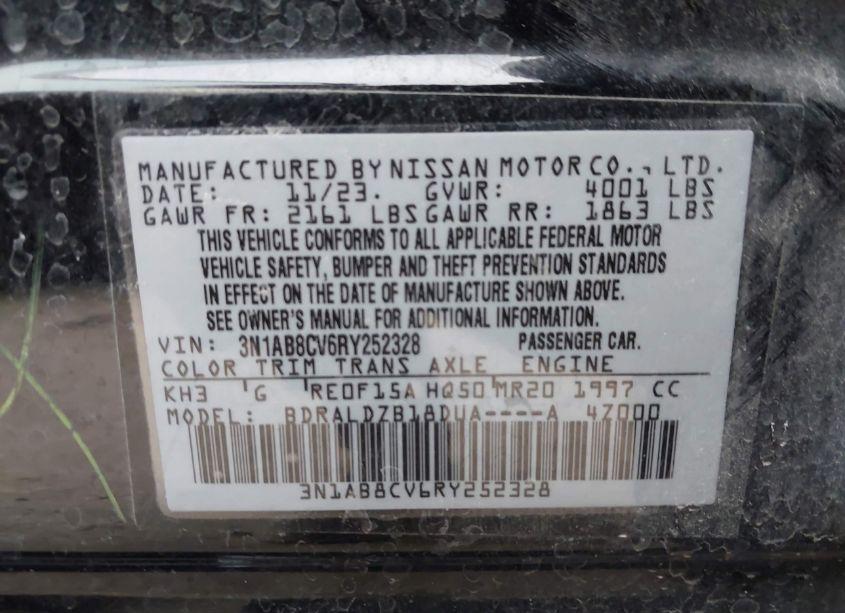 MANUFACTURED BY NISSAN MOTOR CO., LTD.
DATE: 11/23. GVWR: 4001 LBS
GAWR FR: 2161 LBS GAWR RR: 1863 LBS
THIS VEHICLE CONFORMS TO ALL APPLICABLE FEDERAL MOTOR
VEHICLE SAFETY, BUMPER AND THEFT PREVENTION STANDARDS
IN EFFECT ON THE DATE OF MANUFACTURE SHOWN ABOVE.
SEE OWNER'S MANUAL FOR ADDITIONAL INFORMATION.
VIN: 3N1AB8CV6RY252328 PASSENGER CAR.
COLOR TRIM TRANS AXLE ENGINE
KH3 G RE0F15A HQ50 MR20 1997 CC
MODEL: BDRALDZB18DUA----A 4Z000
3N1AB8CV6RY252328